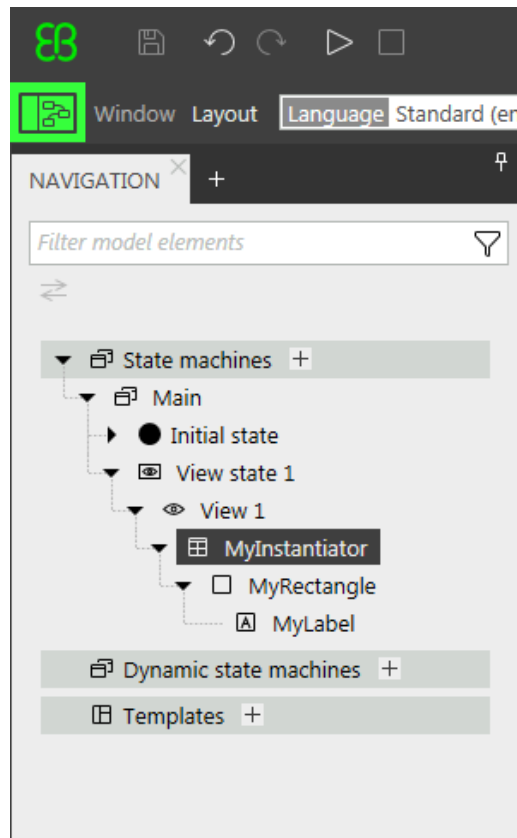 EB
Window Layout Language Standard (en
NAVIGATION
Filter model elements
State machines
Main
Initial state
View state 1
View 1
MyInstantiator
MyRectangle
A MyLabel
Dynamic state machines
Templates